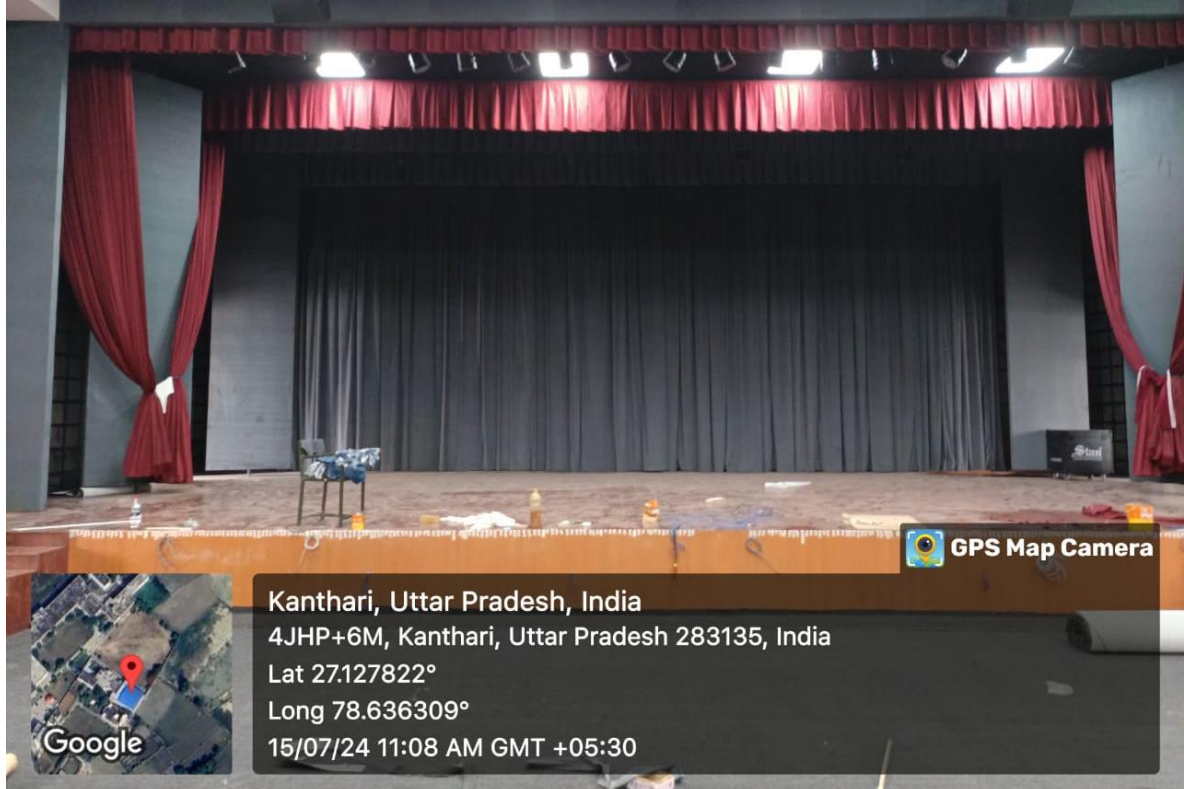 Stan
GPS Map Camera
Kanthari, Uttar Pradesh, India
4JHP+6M, Kanthari, Uttar Pradesh 283135, India
Lat 27.127822°
Long 78.636309°
15/07/24 11:08 AM GMT +05:30
Google